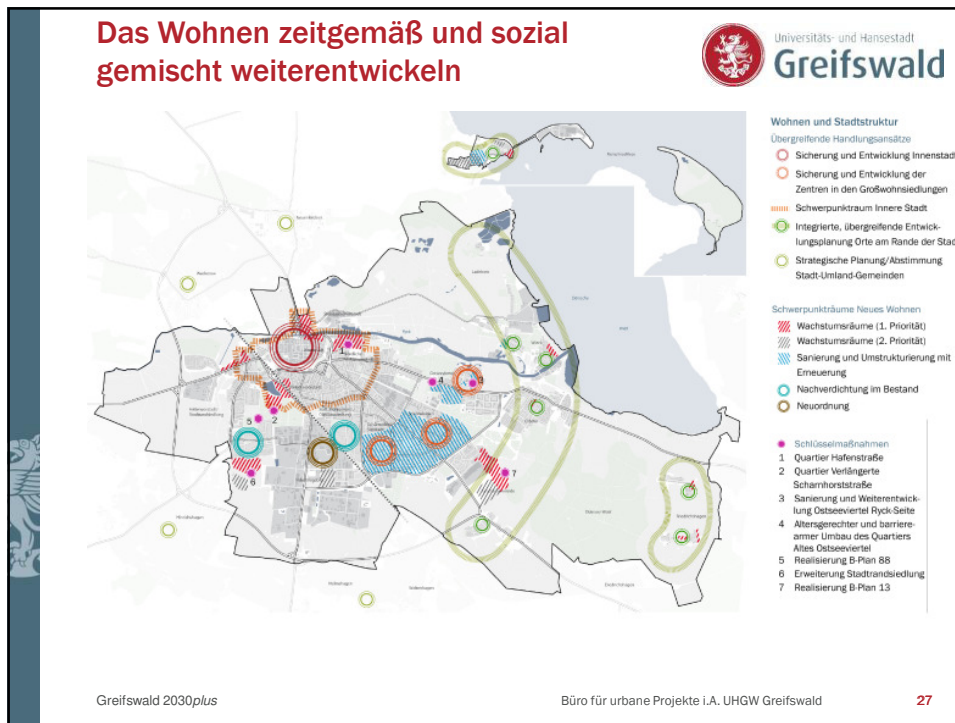 Das Wohnen zeitgemäß und sozial
gemischt weiterentwickeln
Universitäts- und Hansestadt
Greifswald
Wohnen und Stadtstruktur
Übergreifende Handlungsansätze
Sicherung und Entwicklung Innenstad
Sicherung und Entwicklung der
Zentren in den Großwohnsiedlungen
Schwerpunktraum Innere Stadt
Integrierte, übergreifende Entwick-
lungsplanung Orte am Rande der Stad
Strategische Planung/Abstimmung
Stadt-Umland-Gemeinden
Schwerpunkträume Neues Wohnen
Wachstumsräume (1. Priorität)
Wachstumsräume (2. Priorität)
Sanierung und Umstrukturierung mit
Erneuerung
Nachverdichtung im Bestand
Neuordnung
Schlüsselmaßnahmen
1 Quartier Hafenstraße
2 Quartier Verlängerte
Scharnhorststraße
3 Sanierung und Weiterentwick-
lung Ostseeviertel Ryck-Seite
4 Altersgerechter und barriere-
armer Umbau des Quartiers
Altes Ostseeviertel
5 Realisierung B-Plan 88
6 Erweiterung Stadtrandsiedlung
7 Realisierung B-Plan 13
1
4
3
5
2
6
7
Greifswald 2030plus
Büro für urbane Projekte i.A. UHGW Greifswald
27